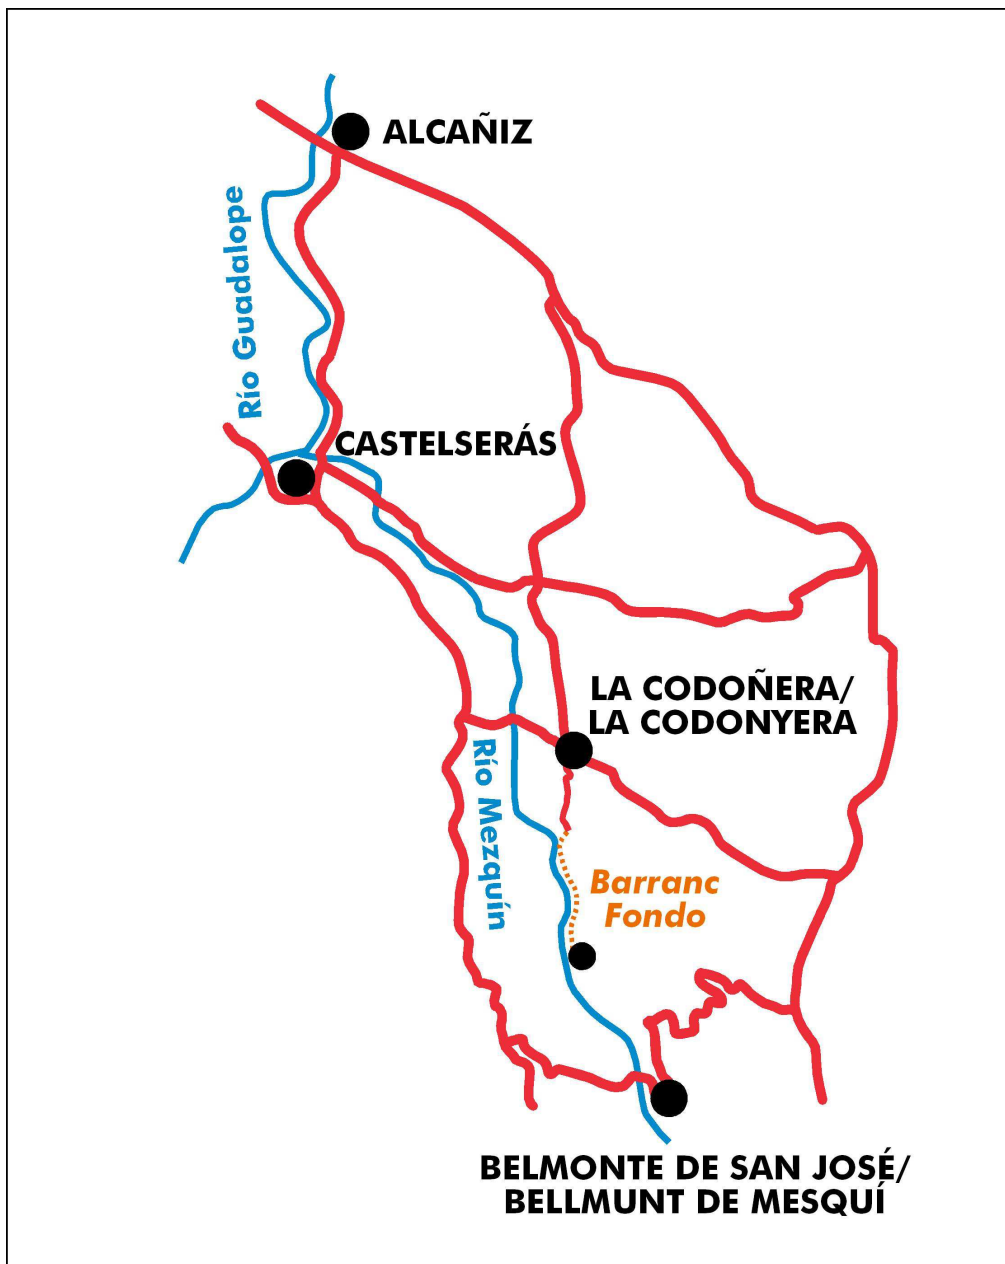 ALCAÑIZ
Río Guadalope
CASTELSERÁS
LA CODOÑERA/
LA CODONYERA
Río Mezquín
Barranc
Fondo
BELMONTE DE SAN JOSÉ/
BELLMUNT DE MESQUÍ